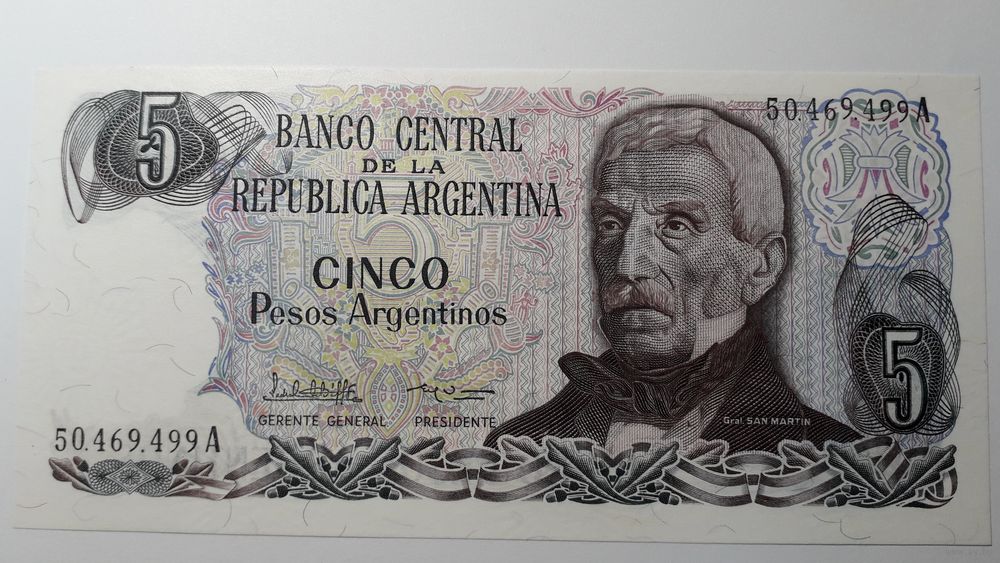 5
50.469.499A
BANCO CENTRAL
DE LA
REPUBLICA ARGENTINA
5
CINCO
Pesos Argentinos
5
GERENTE GENERAL PRESIDENTE
Gral. SAN MARTIN
50.469.499A